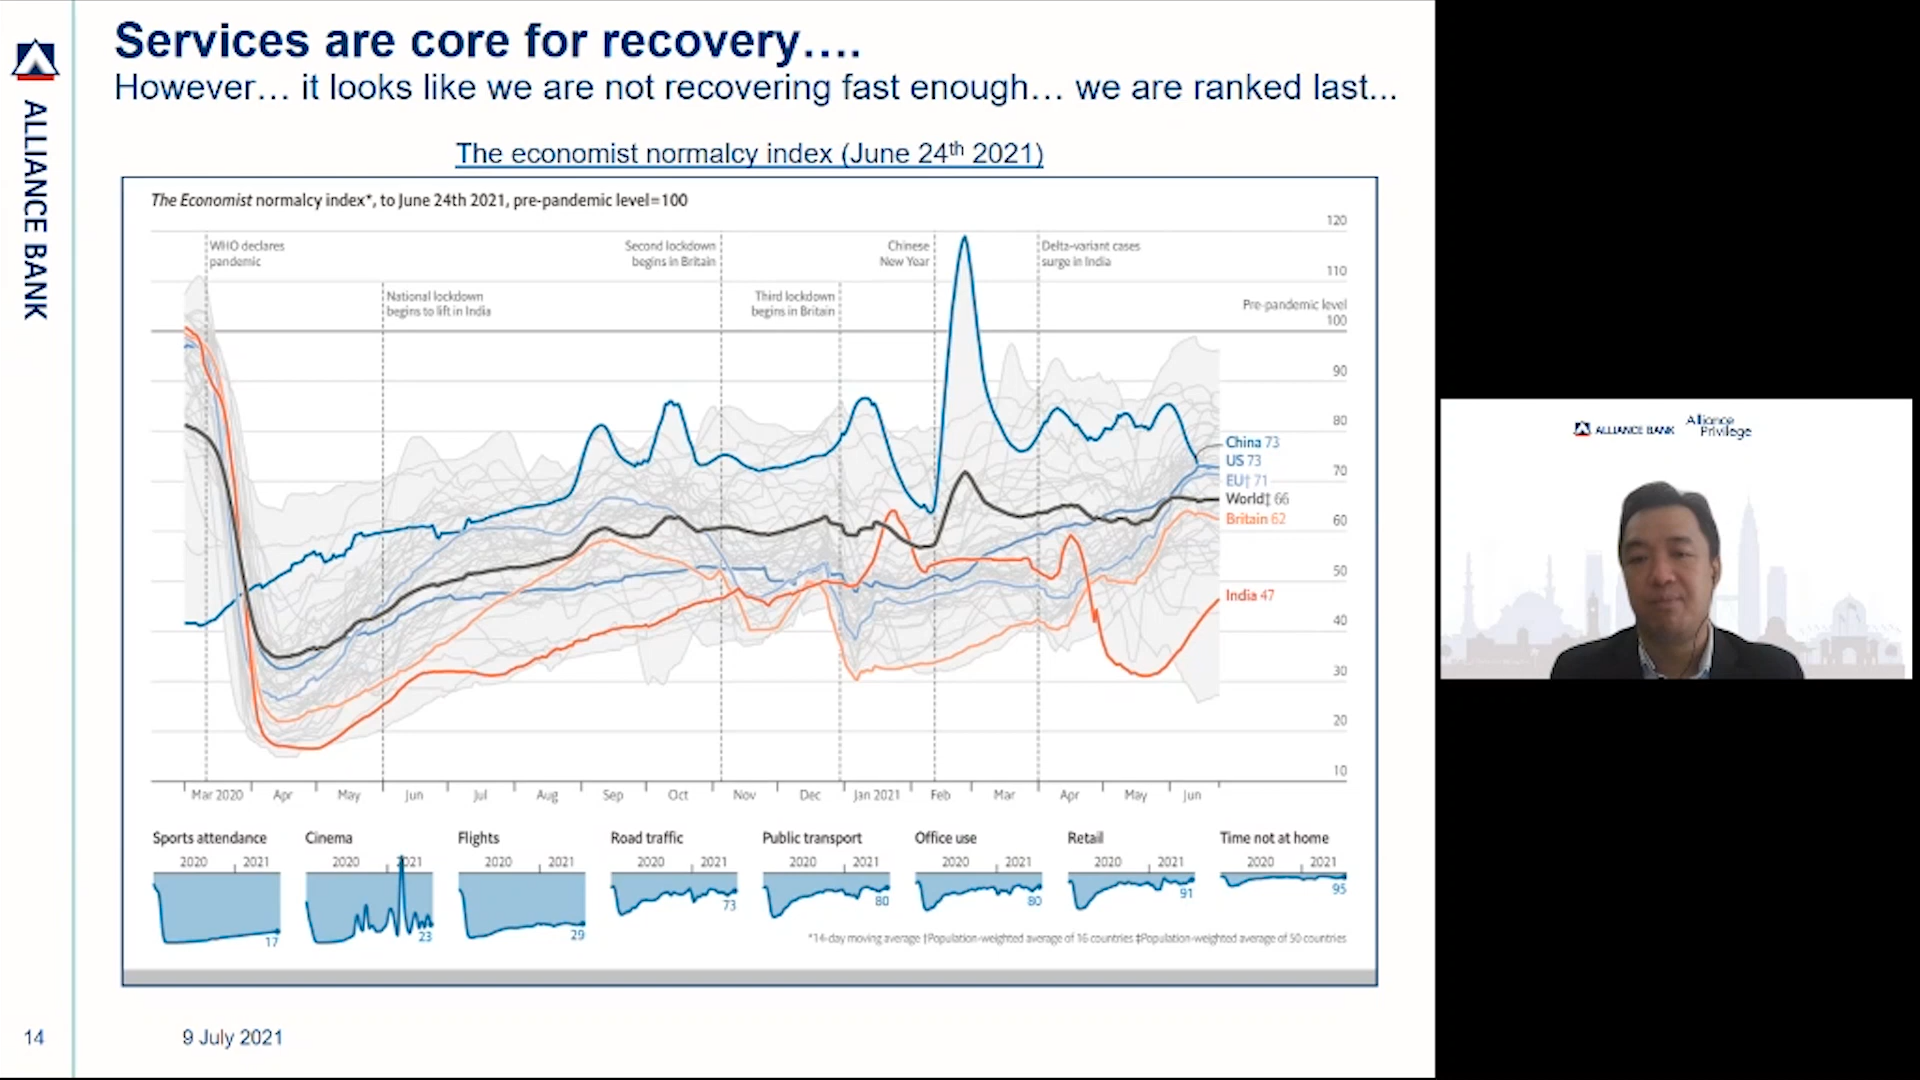 ALLIANCE BANK
Services are core for recovery….
However… it looks like we are not recovering fast enough… we are ranked last...
The economist normalcy index (June 24th 2021)
The Economist normalcy index*, to June 24th 2021, pre-pandemic level=100
120
WHO declares
pandemic
Second lockdown
begins in Britain
Chinese
New Year
Delta-variant cases
surge in India
110
National lockdown
begins to lift in India
Third lockdown
begins in Britain
Pre-pandemic level
100
90
80
China 73
US 73
70
EU† 71
World‡ 66
Britain 62
60
50
India 47
40
30
20
10
Mar 2020 Apr May Jun Jul Aug Sep Oct Nov Dec Jan 2021 Feb Mar Apr May Jun
Sports attendance Cinema Flights Road traffic Public transport Office use Retail Time not at home
2020 2021 2020 2021 2020 2021 2020 2021 2020 2021 2020 2021 2020 2021 2020 2021
17 23 29 73 80 80 91 95
*14-day moving average †Population-weighted average of 16 countries ‡Population-weighted average of 50 countries
14
9 July 2021
ALLIANCE BANK
Alliance
Privilege